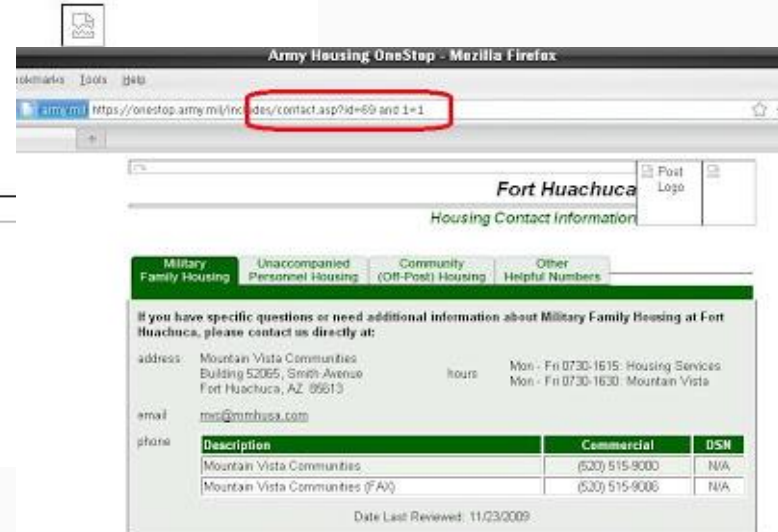 Army Housing OneStop - Mozilla Firefox
Tools Help
army.mil https://onestop.army.mil/includes/contact.asp?id=69 and 1=1
Fort Huachuca
Post
Logo
Housing Contact Information
Military Family Housing
Unaccompanied Personnel Housing
Community (Off-Post) Housing
Other Helpful Numbers
If you have specific questions or need additional information about Military Family Housing at Fort
Huachuca, please contact us directly at:
address Mountain Vista Communities
Building 52065, Smith Avenue
Fort Huachuca, AZ 85613
hours Mon - Fri 0730-1615: Housing Services
Mon - Fri 0730-1630: Mountain Vista
email mvc@mmhusa.com
phone Description Commercial DSN
Mountain Vista Communities (520) 515-9000 N/A
Mountain Vista Communities (FAX) (520) 515-9006 N/A
Date Last Reviewed: 11/23/2009